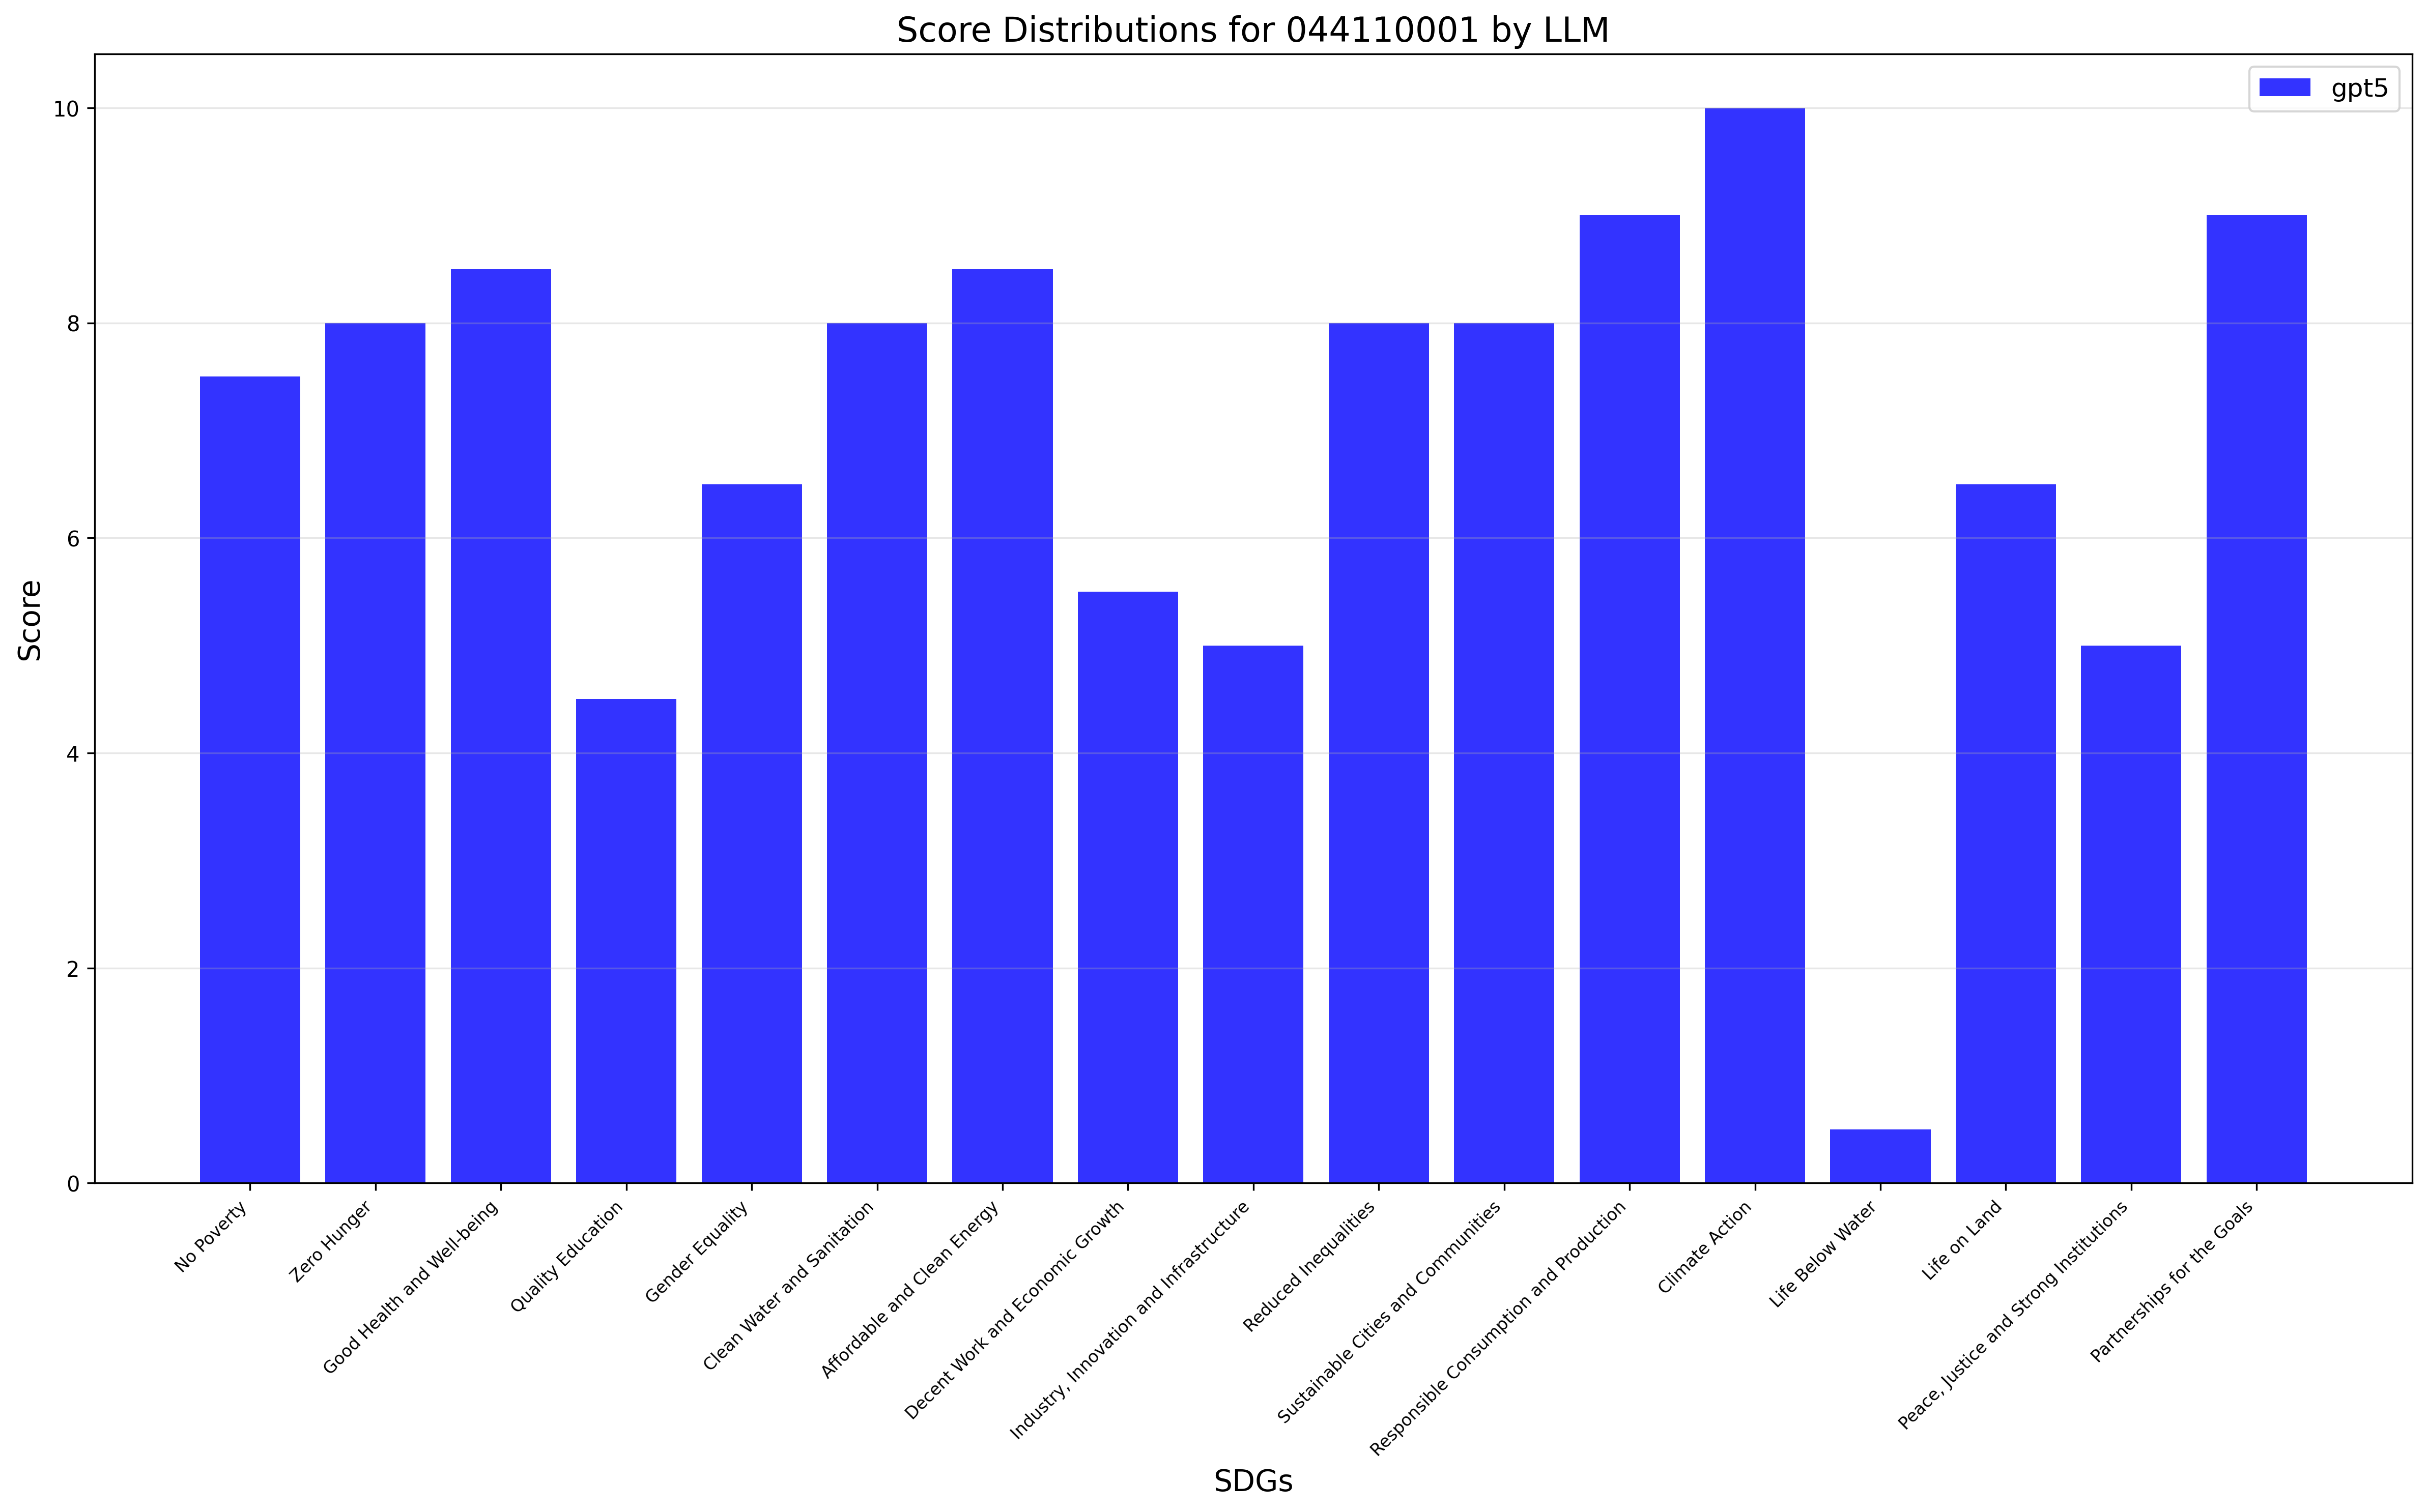 Score Distributions for 044110001 by LLM
gpt5
Score
10
8
6
4
2
0
No Poverty
Zero Hunger
Good Health and Well-being
Quality Education
Gender Equality
Clean Water and Sanitation
Affordable and Clean Energy
Decent Work and Economic Growth
Industry, Innovation and Infrastructure
Reduced Inequalities
Sustainable Cities and Communities
Responsible Consumption and Production
Climate Action
Life Below Water
Life on Land
Peace, Justice and Strong Institutions
Partnerships for the Goals
SDGs